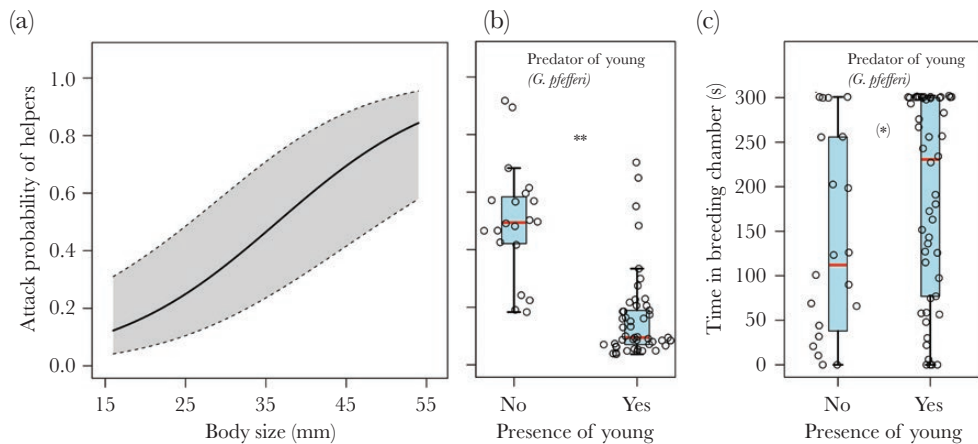 (a)
Attack probability of helpers
1.0
0.8
0.6
0.4
0.2
0.0
15 25 35 45 55
Body size (mm)
(b)
Predator of young
(G. pfefferi)
**
No Yes
Presence of young
(c)
Predator of young
(G. pfefferi)
(*)
Time in breeding chamber (s)
300
250
200
150
100
50
0
No Yes
Presence of young